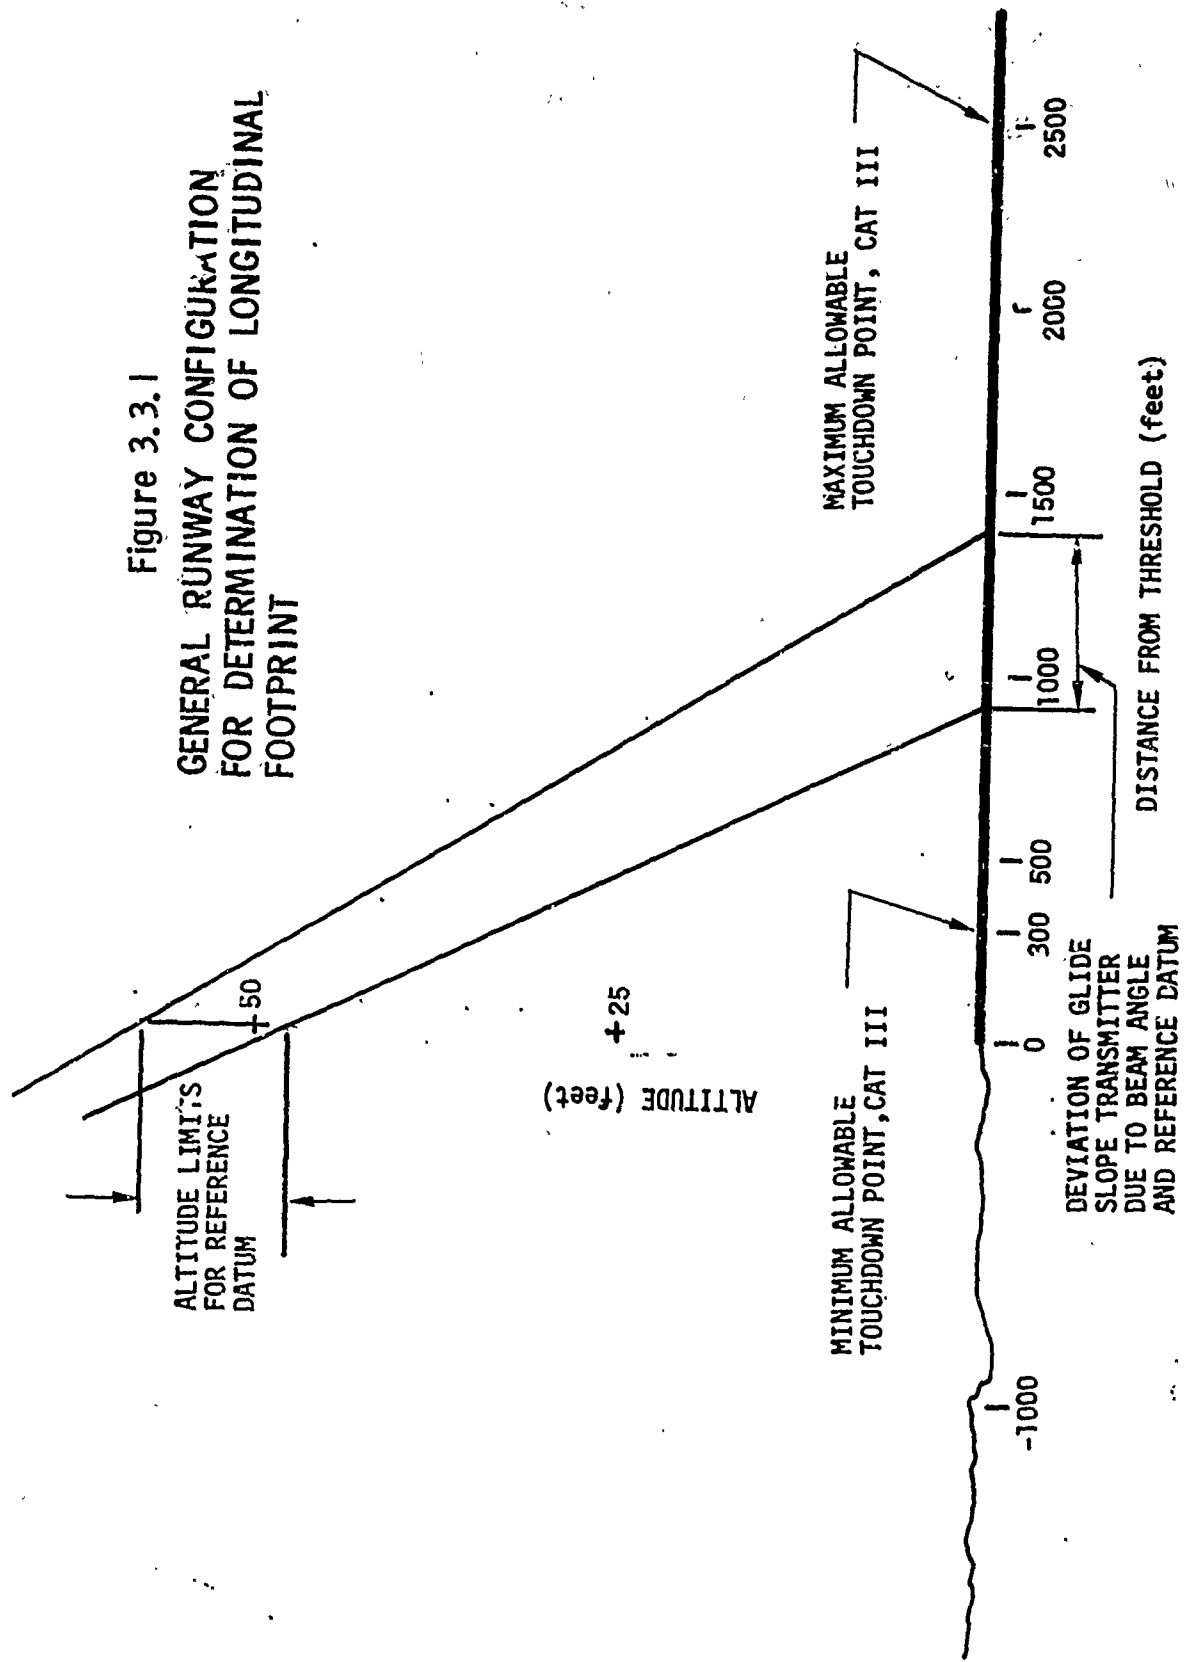 Figure 3.3.1
GENERAL RUNWAY CONFIGURATION
FOR DETERMINATION OF LONGITUDINAL
FOOTPRINT
ALTITUDE LIMITS
FOR REFERENCE
DATUM
+50
+25
ALTITUDE (feet)
MINIMUM ALLOWABLE
TOUCHDOWN POINT, CAT III
MAXIMUM ALLOWABLE
TOUCHDOWN POINT, CAT III
-1000
0
300
500
1000
1500
2000
2500
DEVIATION OF GLIDE
SLOPE TRANSMITTER
DUE TO BEAM ANGLE
AND REFERENCE DATUM
DISTANCE FROM THRESHOLD (feet)